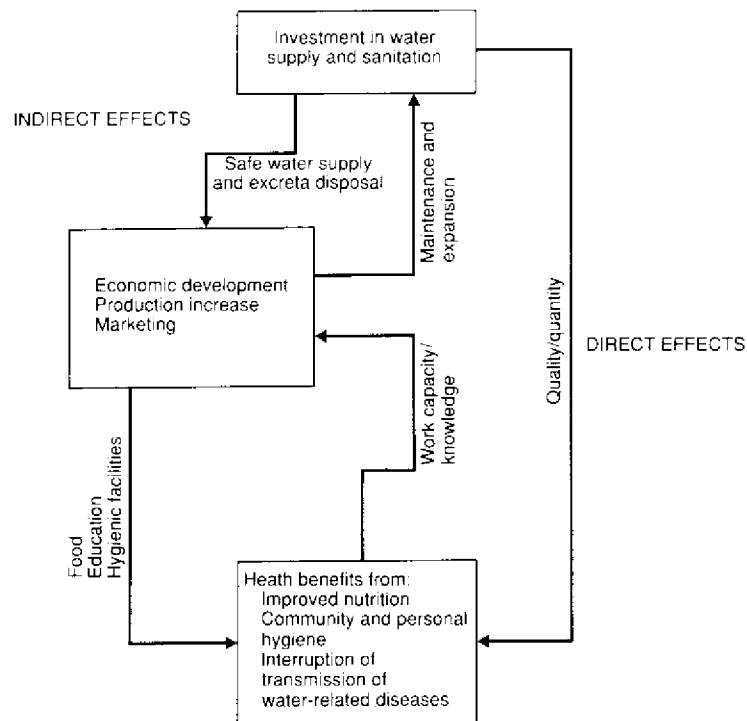 Investment in water
supply and sanitation
INDIRECT EFFECTS
Safe water supply
and excreta disposal
Maintenance and
expansion
Economic development
Production increase
Marketing
Quality/quantity
DIRECT EFFECTS
Work capacity/
knowledge
Food
Education
Hygienic facilities
Heath benefits from:
Improved nutrition
Community and personal
hygiene
Interruption of
transmission of
water-related diseases